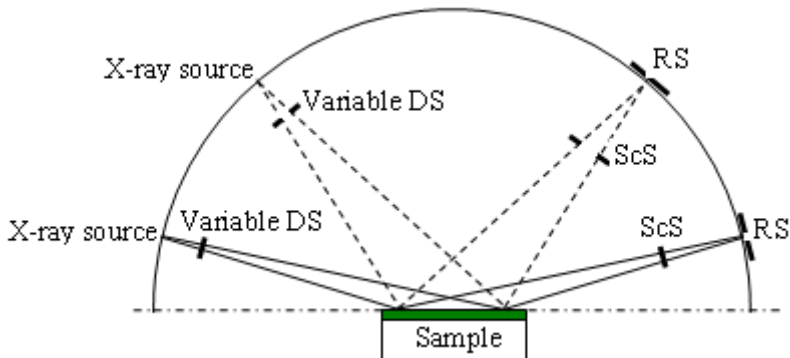 RS
X-ray source
Variable DS
ScS
Variable DS
ScS
X-ray source
RS
Sample